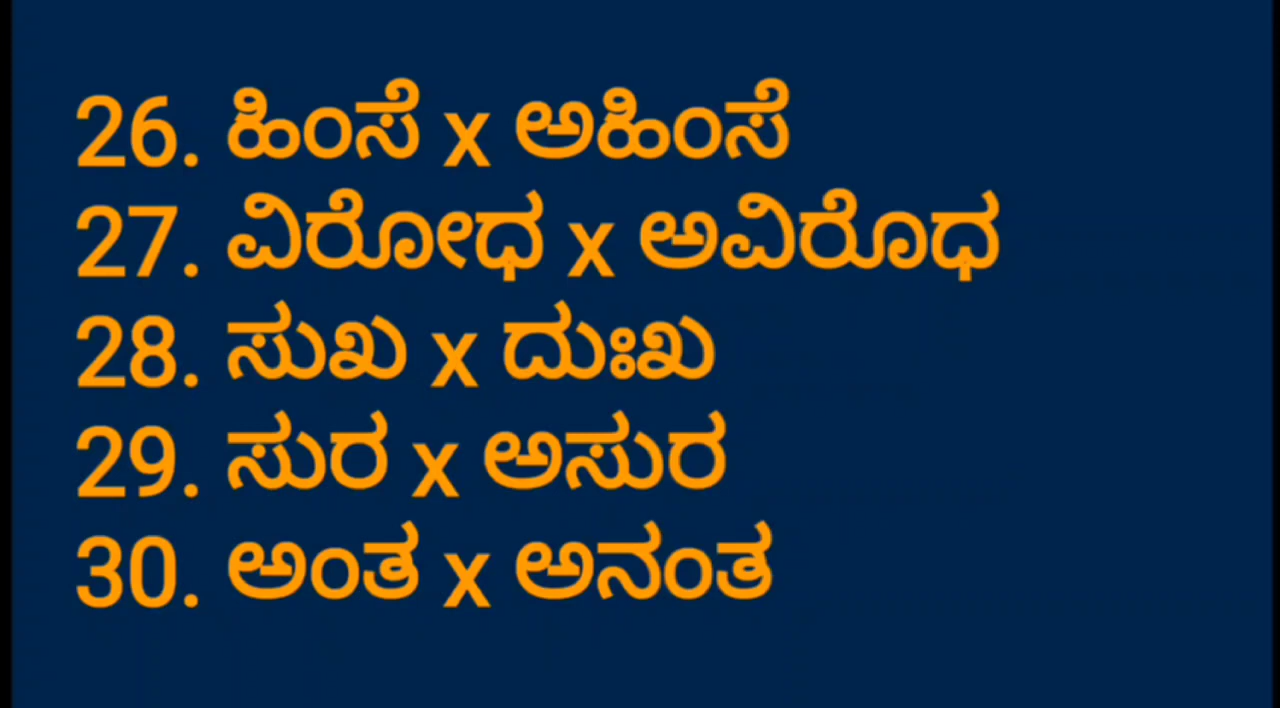 26. ಹಿಂಸೆ x ಅಹಿಂಸೆ
27. ವಿರೋಧ x ಅವಿರೊಧ
28. ಸುಖ x ದುಃಖ
29. ಸುರ x ಅಸುರ
30. ಅಂತ x ಅನಂತ